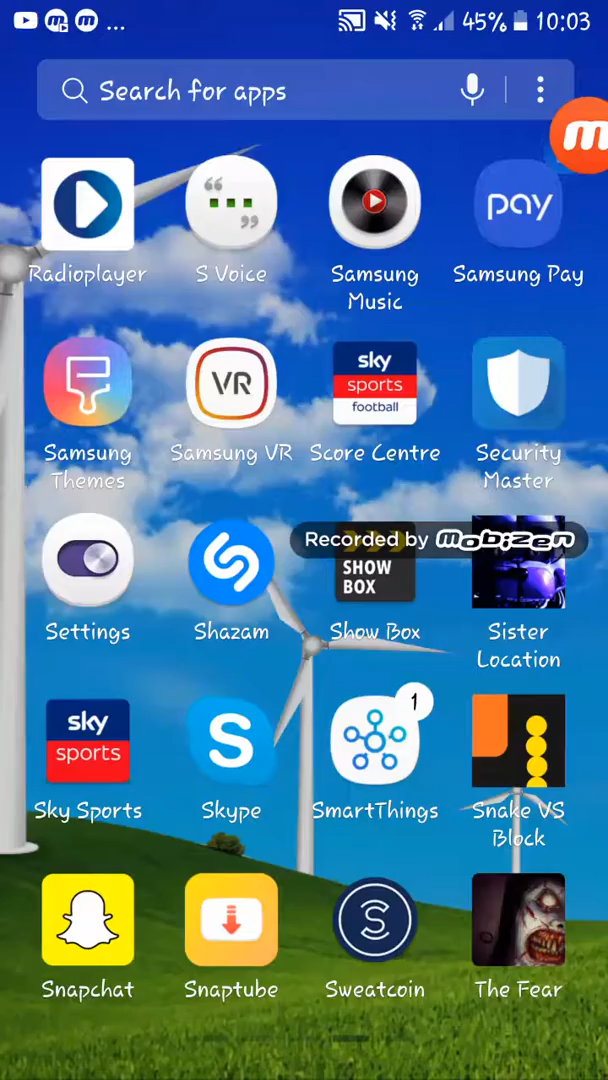 ... 45% 10:03
Search for apps
m
Radioplayer
S Voice
Samsung
Music
pay
Samsung Pay
Samsung
Themes
VR
Samsung VR
sky
sports
football
Score Centre
Security
Master
Settings
Shazam
Recorded by mobizen
SHOW
BOX
Show Box
Sister
Location
sky
sports
Sky Sports
S
Skype
1
SmartThings
Snake VS
Block
Snapchat
Snaptube
S
Sweatcoin
The Fear